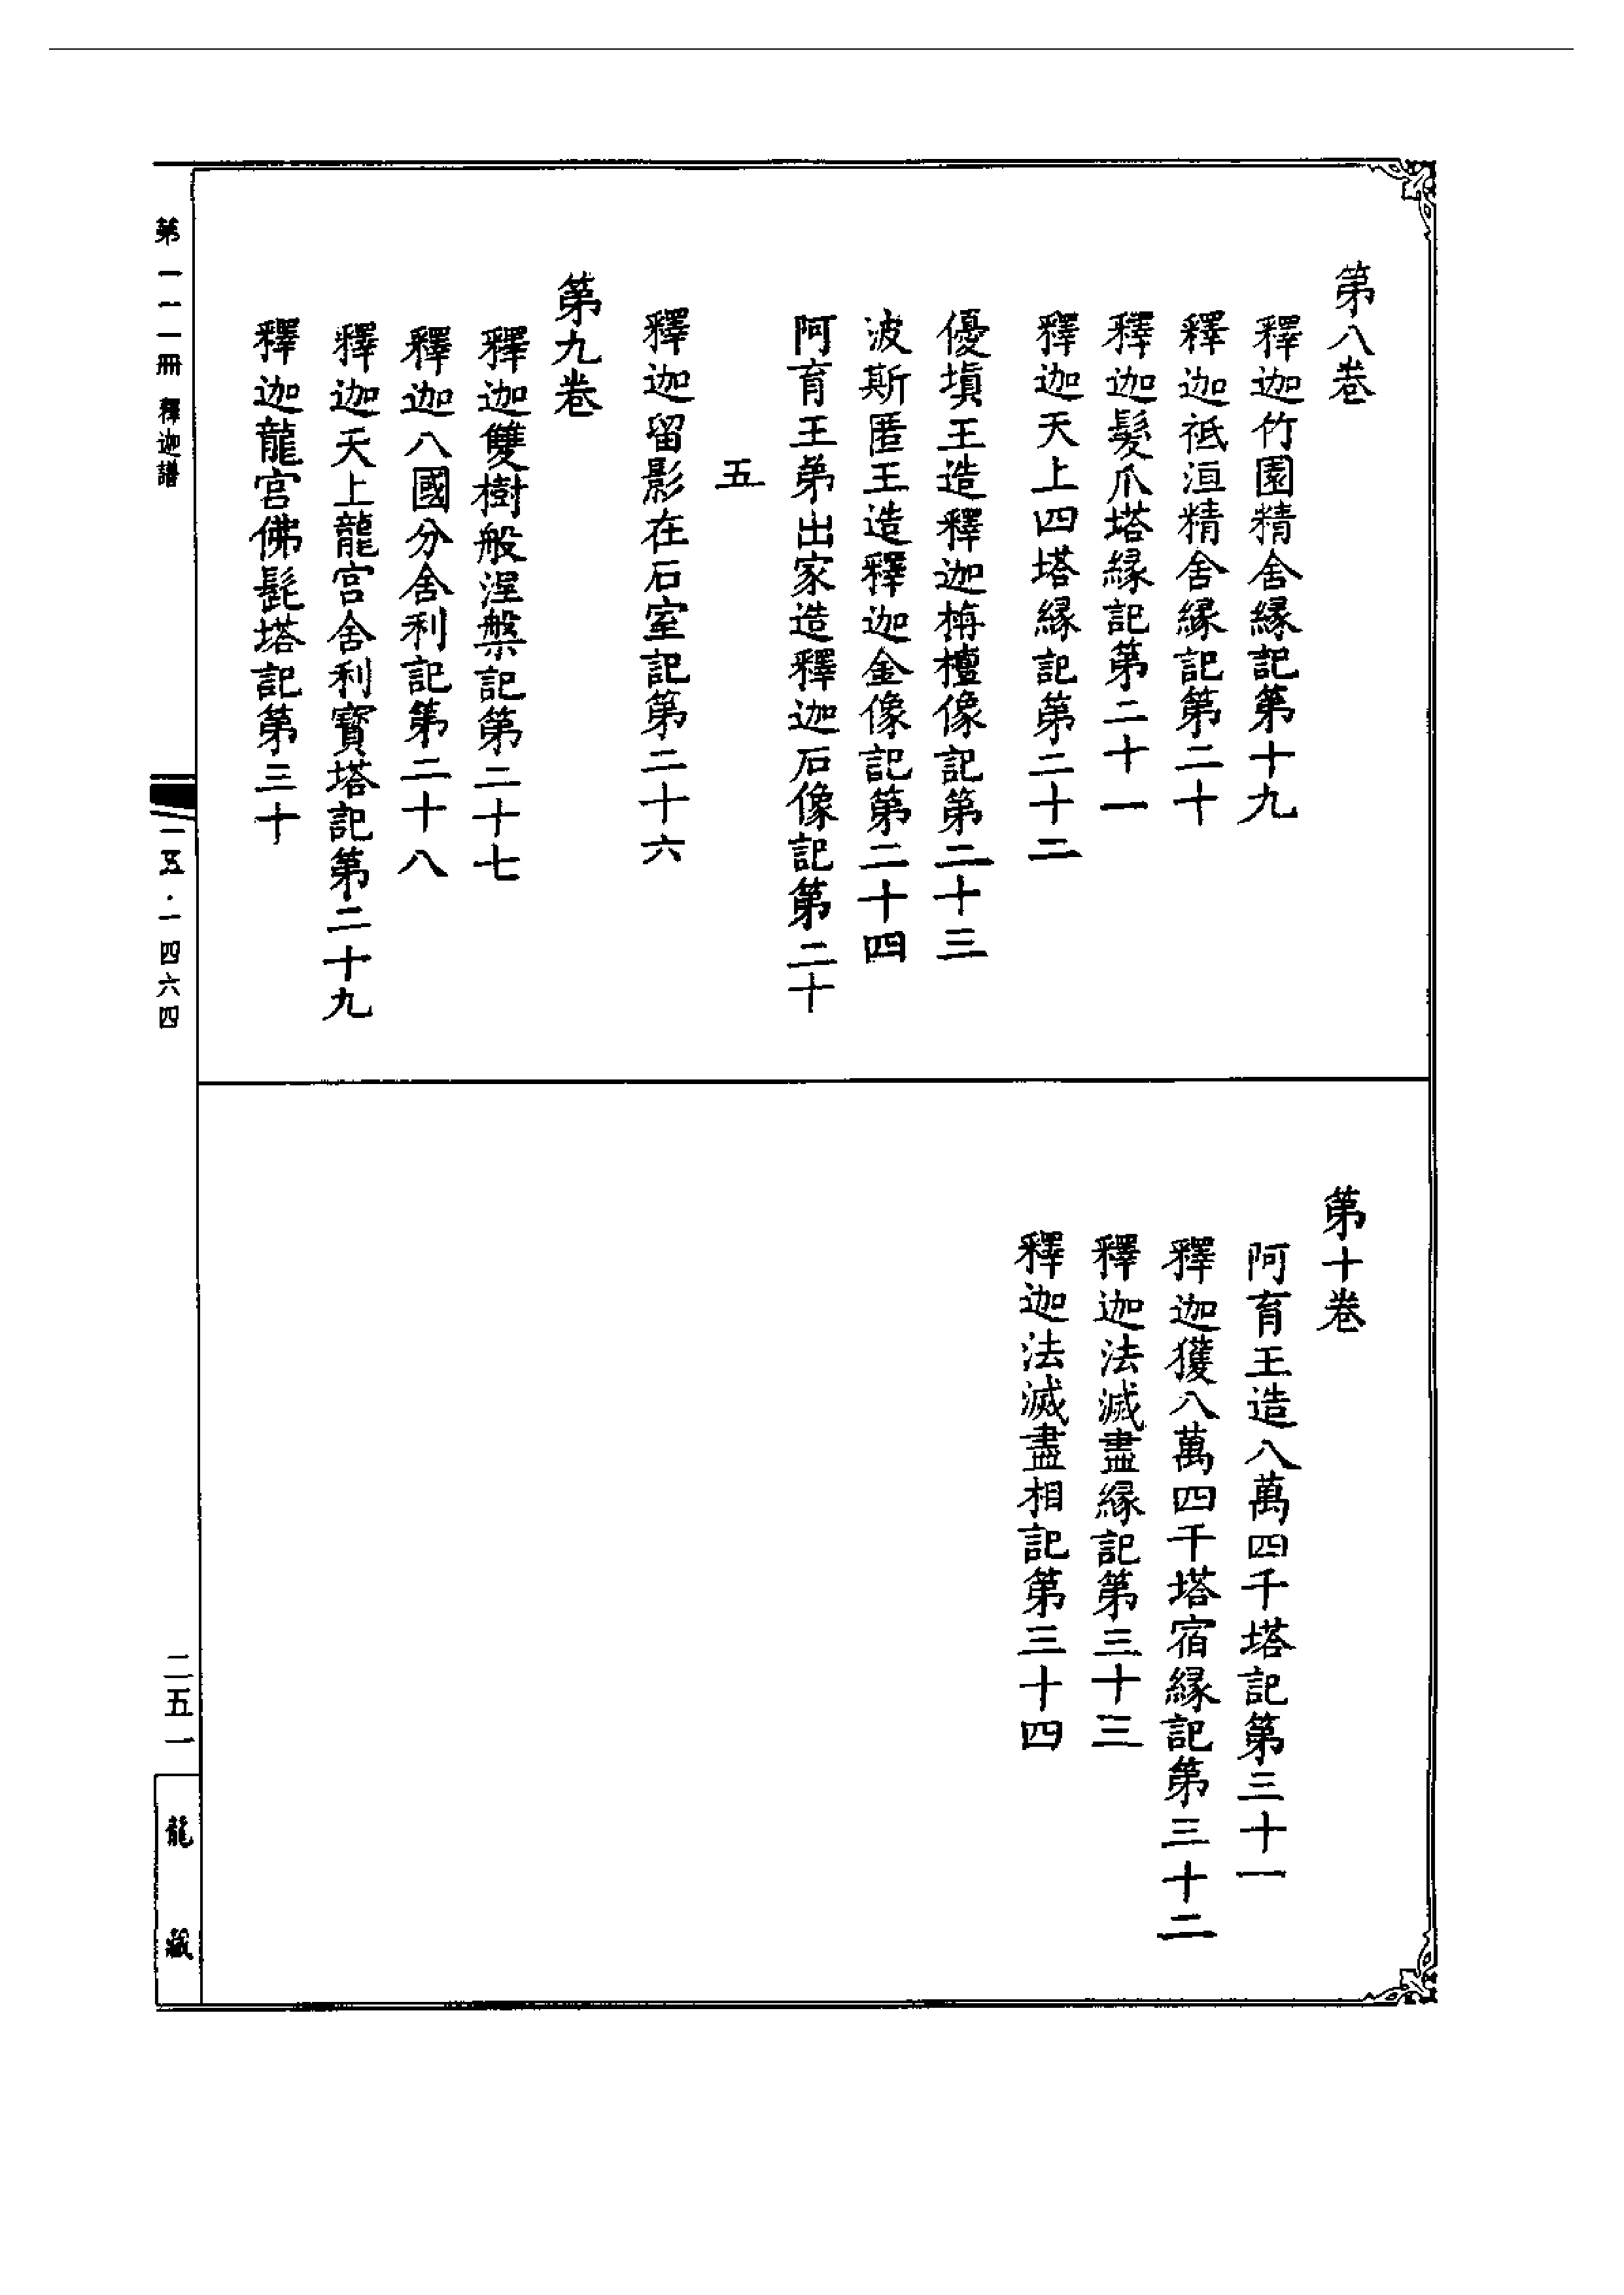 第八卷
釋迦竹園精舍縁記第十九
釋迦祇洹精舍縁記第二十
釋迦髮爪塔縁記第二十一
釋迦天上四塔縁記第二十二
優填王造釋迦栴檀像記第二十三
波斯匿王造釋迦金像記第二十四
阿育王弟出家造釋迦石像記第二十
五
釋迦留影在石室記第二十六
第九卷
釋迦雙樹般涅槃記第二十七
釋迦八國分舍利記第二十八
釋迦天上龍宮舍利寶塔記第二十九
釋迦龍宮佛髭塔記第三十
第十卷
阿育王造八萬四千塔記第三十一
釋迦獲八萬四千塔宿縁記第三十二
釋迦法滅盡縁記第三十三
釋迦法滅盡相記第三十四
第一一一冊 釋迦譜
·一四六四
二五一
龍藏